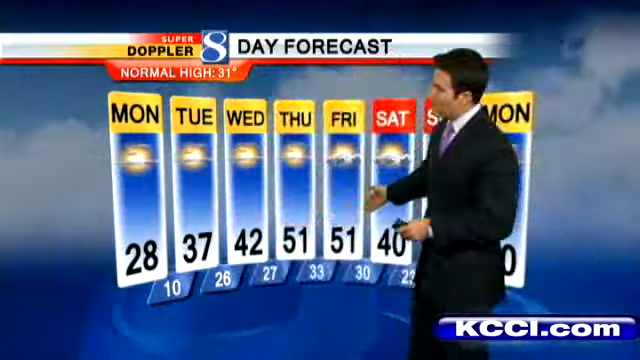 SUPER
DOPPLER 8 DAY FORECAST
NORMAL HIGH: 31°
MON TUE WED THU FRI SAT MON
28 37 42 51 51 40
10 26 27 33 30
KCCI.com